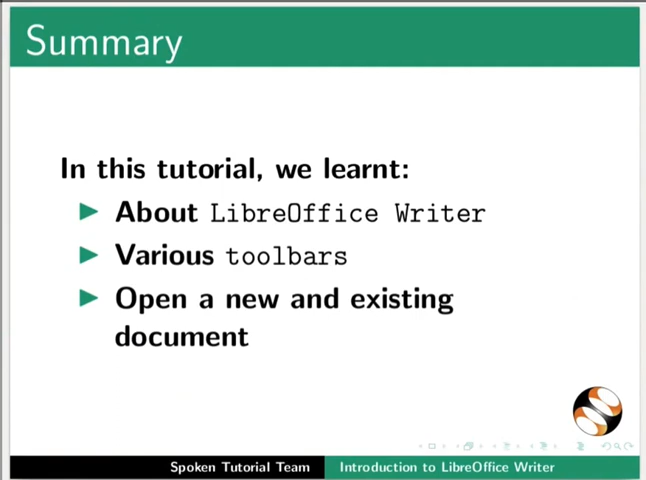 Summary
In this tutorial, we learnt:
About LibreOffice Writer
Various toolbars
Open a new and existing
document
Spoken Tutorial Team Introduction to LibreOffice Writer